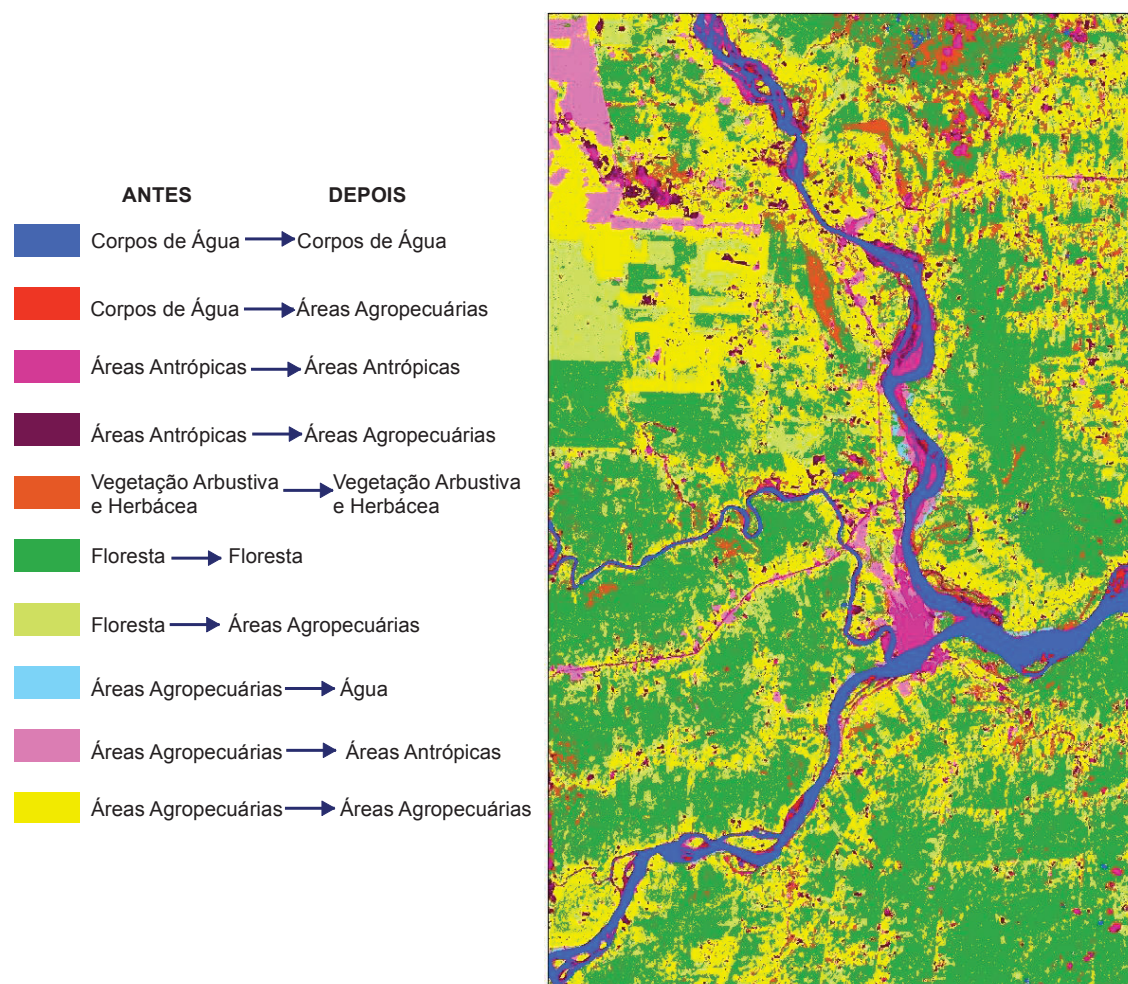 ANTES DEPOIS
Corpos de Água Corpos de Água
Corpos de Água Áreas Agropecuárias
Áreas Antrópicas Áreas Antrópicas
Áreas Antrópicas Áreas Agropecuárias
Vegetação Arbustiva Vegetação Arbustiva
e Herbácea e Herbácea
Floresta Floresta
Floresta Áreas Agropecuárias
Áreas Agropecuárias Água
Áreas Agropecuárias Áreas Antrópicas
Áreas Agropecuárias Áreas Agropecuárias